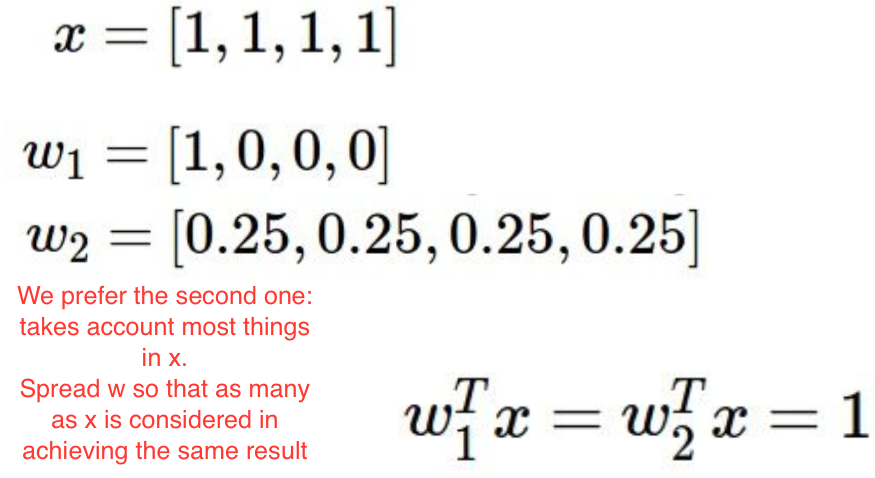 x = [1, 1, 1, 1]
w₁ = [1, 0, 0, 0]
w₂ = [0.25, 0.25, 0.25, 0.25]
We prefer the second one:
takes account most things
in x.
Spread w so that as many
as x is considered in
achieving the same result
w₁ᵀx = w₂ᵀx = 1